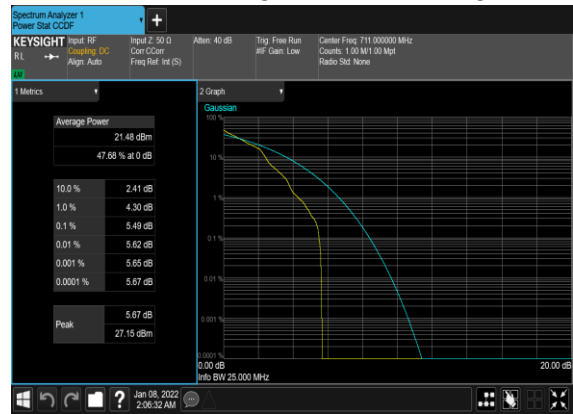 Spectrum Analyzer 1
Power Stat CCDF
+
KEYSIGHT
RL
LXI
Input: RF
Coupling: DC
Align: Auto
Input Z: 50 Ω
Corr CCorr
Freq Ref: Int (S)
Atten: 40 dB
Trig: Free Run
#IF Gain: Low
Center Freq: 711.000000 MHz
Counts: 1.00 M/1.00 Mpt
Radio Std: None
1 Metrics
Average Power
21.48 dBm
47.68 % at 0 dB
10.0 % 2.41 dB
1.0 % 4.30 dB
0.1 % 5.49 dB
0.01 % 5.62 dB
0.001 % 5.65 dB
0.0001 % 5.67 dB
Peak
5.67 dB
27.15 dBm
2 Graph
Gaussian
100 %
10 %
1 %
0.1 %
0.01 %
0.001 %
0.0001 %
0.00 dB 20.00 dB
Info BW 25.000 MHz
?
Jan 08, 2022
2:06:32 AM